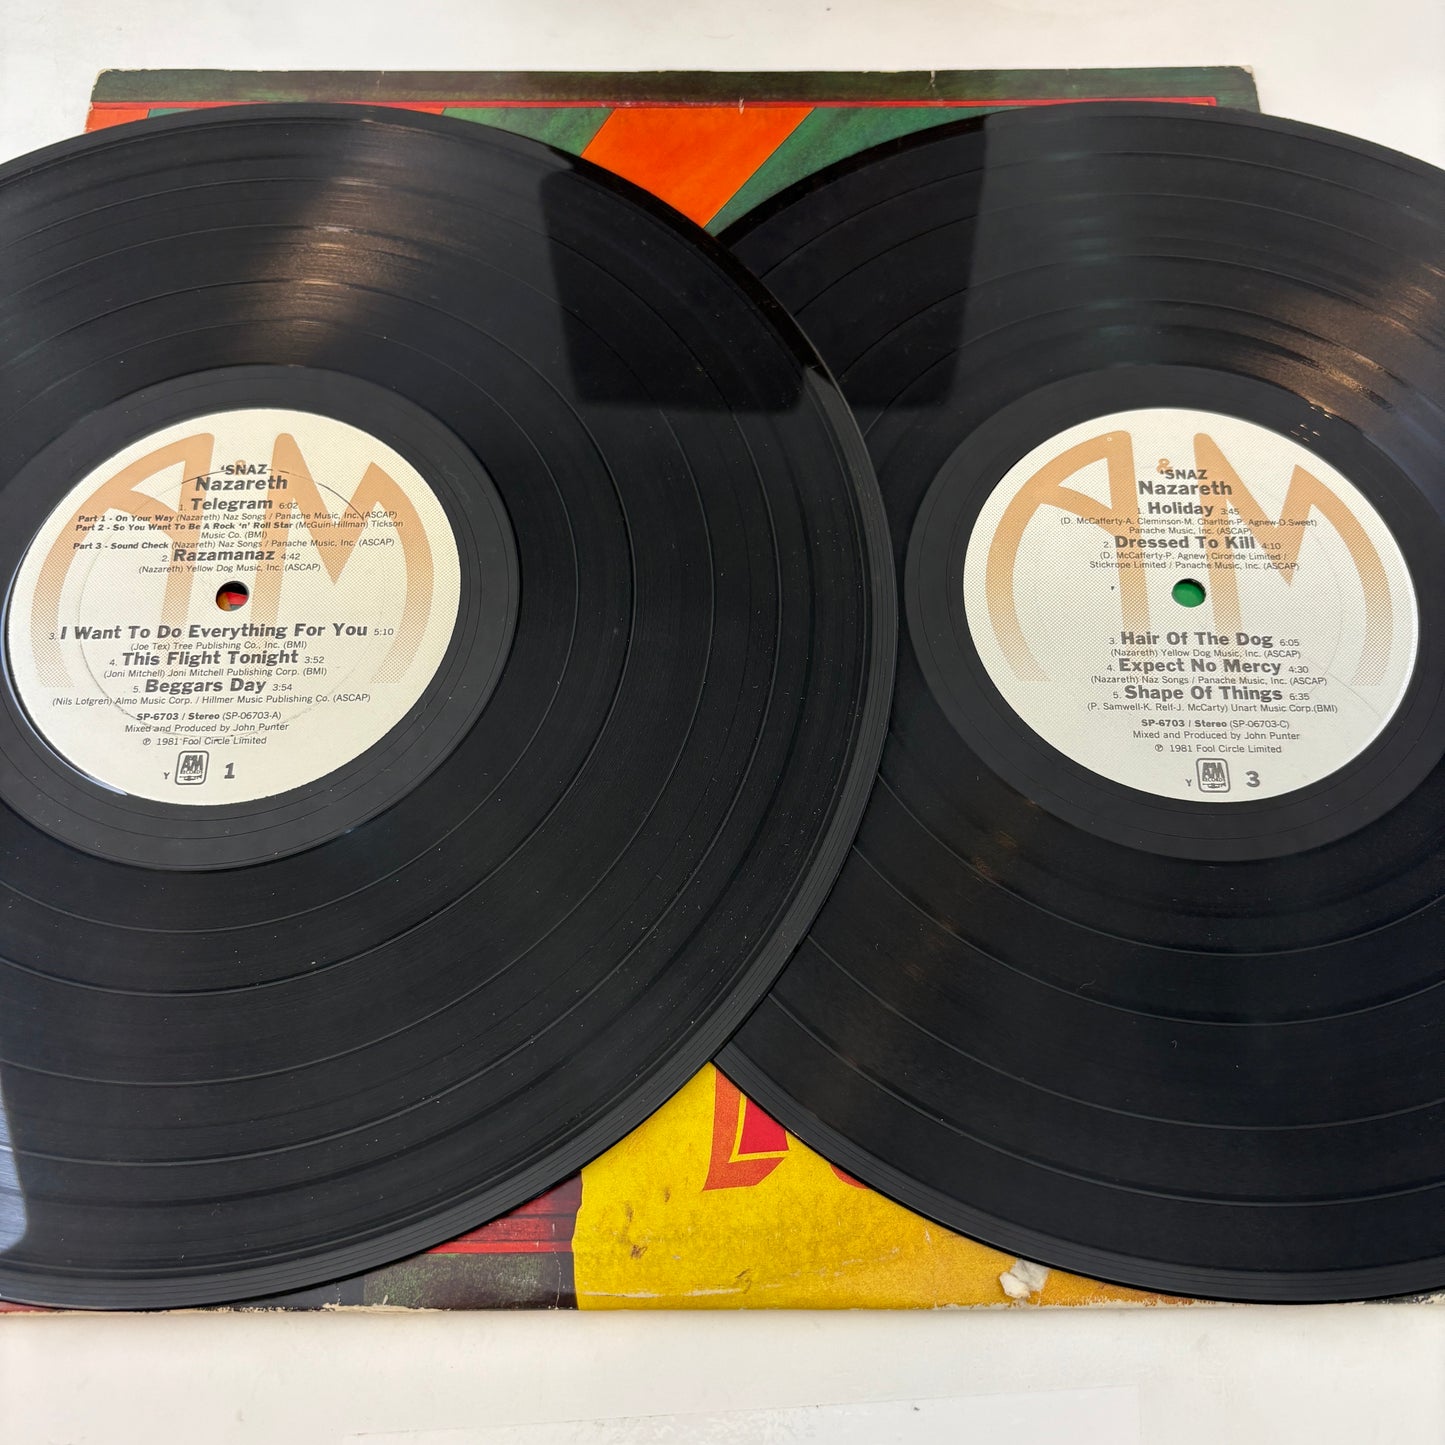 A&M
'SNAZ
Nazareth
1. Telegram 6:02
Part 1 - On Your Way (Nazareth) Naz Songs / Panache Music, Inc. (ASCAP)
Part 2 - So You Want To Be A Rock 'n' Roll Star (McGuin-Hillman) Tickson
Music Co. (BMI)
Part 3 - Sound Check (Nazareth) Naz Songs / Panache Music, Inc. (ASCAP)
2. Razamanaz 4:42
(Nazareth) Yellow Dog Music, Inc. (ASCAP)
3. I Want To Do Everything For You 5:10
(Joe Tex) Tree Publishing Co., Inc. (BMI)
4. This Flight Tonight 3:52
(Joni Mitchell) Joni Mitchell Publishing Corp. (BMI)
5. Beggars Day 3:54
(Nils Lofgren) Almo Music Corp. / Hillmer Music Publishing Co. (ASCAP)
SP-6703 / Stereo (SP-06703-A)
Mixed and Produced by John Punter
℗ 1981 Fool Circle Limited
Y A&M RECORDS 1
A&M
'SNAZ
Nazareth
1. Holiday 3:45
(D. McCafferty-A. Cleminson-M. Charlton-P. Agnew-D.Sweet)
Panache Music, Inc. (ASCAP)
2. Dressed To Kill 4:10
(D. McCafferty-P. Agnew) Ciroride Limited /
Stickrope Limited / Panache Music, Inc. (ASCAP)
3. Hair Of The Dog 6:05
(Nazareth) Yellow Dog Music, Inc. (ASCAP)
4. Expect No Mercy 4:30
(Nazareth) Naz Songs / Panache Music, Inc. (ASCAP)
5. Shape Of Things 6:35
(P. Samwell-K. Relf-J. McCarty) Unart Music Corp.(BMI)
SP-6703 / Stereo (SP-06703-C)
Mixed and Produced by John Punter
℗ 1981 Fool Circle Limited
Y A&M RECORDS 3